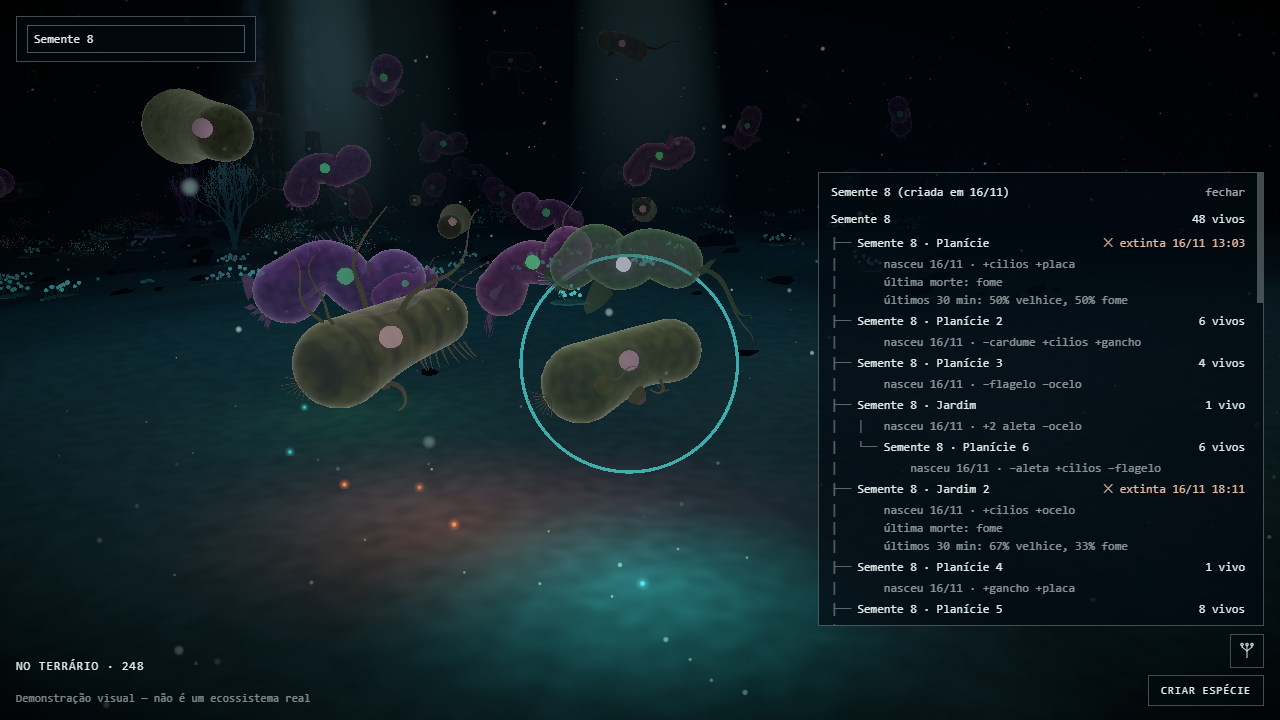 Semente 8
Semente 8 (criada em 16/11) fechar
Semente 8 48 vivos
Semente 8 · Planície × extinta 16/11 13:03
nasceu 16/11 · +cilios +placa
última morte: fome
últimos 30 min: 50% velhice, 50% fome
Semente 8 · Planície 2 6 vivos
nasceu 16/11 · −cardume +cilios +gancho
Semente 8 · Planície 3 4 vivos
nasceu 16/11 · −flagelo −ocelo
Semente 8 · Jardim 1 vivo
nasceu 16/11 · +2 aleta −ocelo
Semente 8 · Planície 6 6 vivos
nasceu 16/11 · −aleta +cilios −flagelo
Semente 8 · Jardim 2 × extinta 16/11 18:11
nasceu 16/11 · +cilios +ocelo
última morte: fome
últimos 30 min: 67% velhice, 33% fome
Semente 8 · Planície 4 1 vivo
nasceu 16/11 · +gancho +placa
Semente 8 · Planície 5 8 vivos
NO TERRÁRIO · 248
Demonstração visual — não é um ecossistema real
CRIAR ESPÉCIE